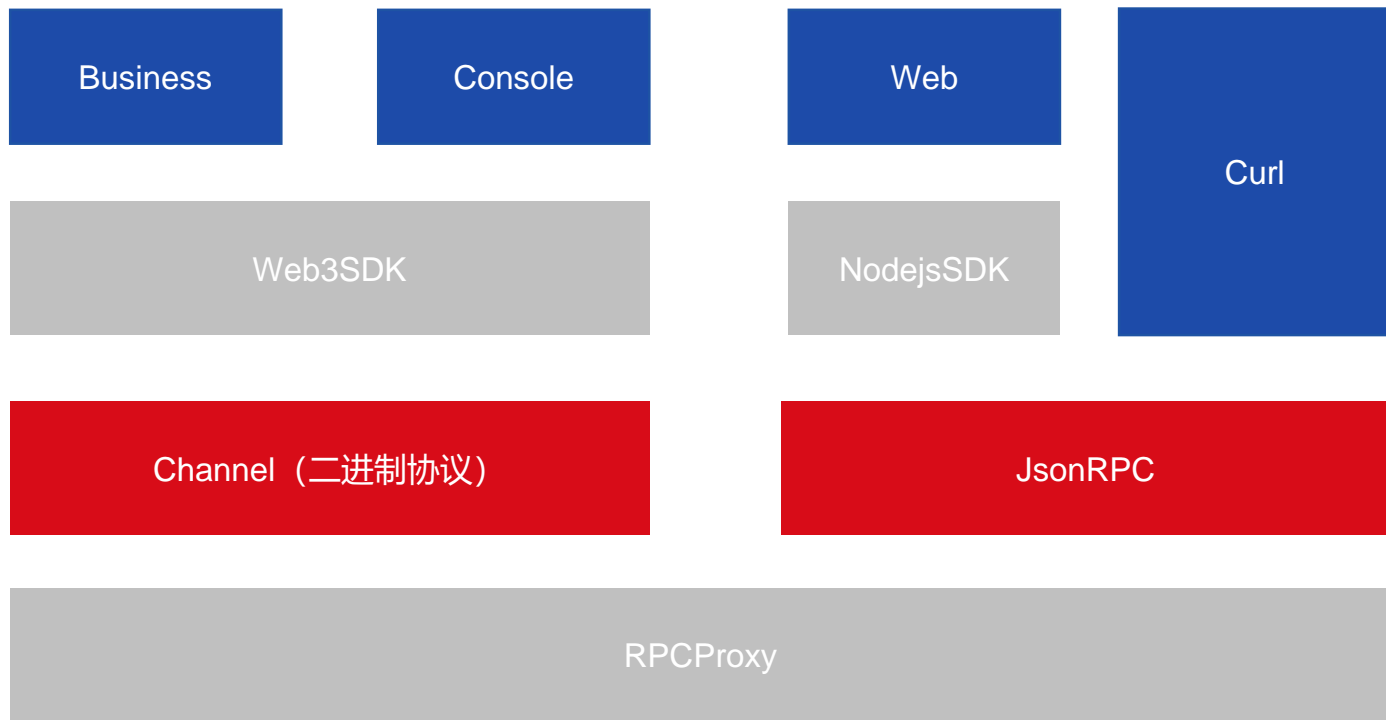 Business
Console
Web
Curl
Web3SDK
NodejsSDK
Channel（二进制协议）
JsonRPC
RPCProxy